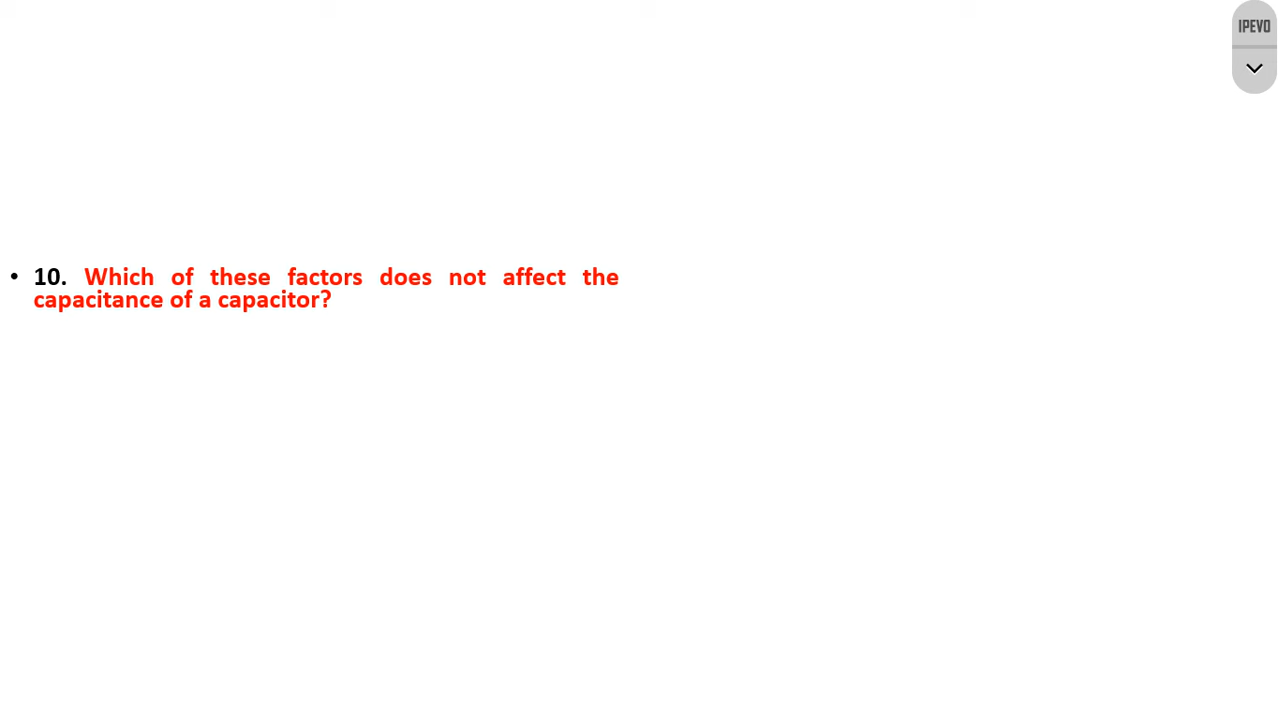 IPEVO
• 10. Which of these factors does not affect the
capacitance of a capacitor?